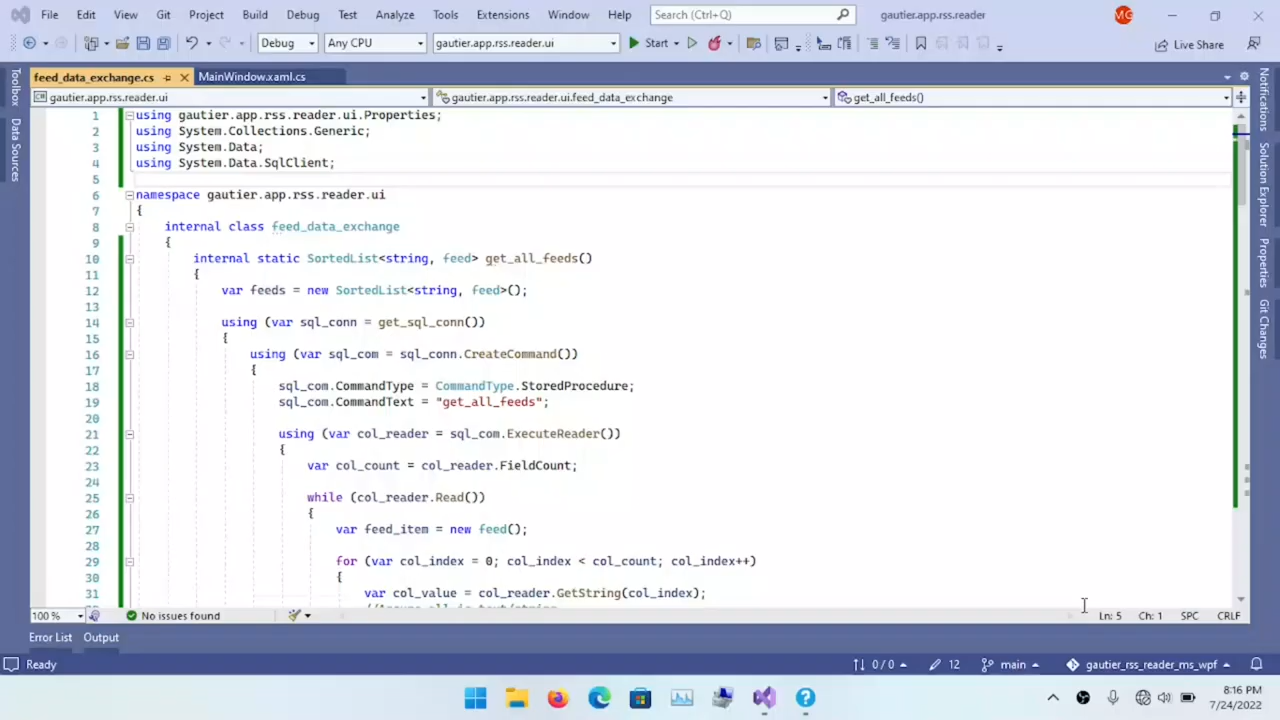 File Edit View Git Project Build Debug Test Analyze Tools Extensions Window Help Search (Ctrl+Q) gautier.app.rss.reader MG
Debug Any CPU gautier.app.rss.reader.ui Start Live Share
feed_data_exchange.cs MainWindow.xaml.cs
gautier.app.rss.reader.ui gautier.app.rss.reader.ui.feed_data_exchange get_all_feeds()
Toolbox
Data Sources
1 using gautier.app.rss.reader.ui.Properties;
2 using System.Collections.Generic;
3 using System.Data;
4 using System.Data.SqlClient;
5
6 namespace gautier.app.rss.reader.ui
7 {
8 internal class feed_data_exchange
9 {
10 internal static SortedList<string, feed> get_all_feeds()
11 {
12 var feeds = new SortedList<string, feed>();
13
14 using (var sql_conn = get_sql_conn())
15 {
16 using (var sql_com = sql_conn.CreateCommand())
17 {
18 sql_com.CommandType = CommandType.StoredProcedure;
19 sql_com.CommandText = "get_all_feeds";
20
21 using (var col_reader = sql_com.ExecuteReader())
22 {
23 var col_count = col_reader.FieldCount;
24
25 while (col_reader.Read())
26 {
27 var feed_item = new feed();
28
29 for (var col_index = 0; col_index < col_count; col_index++)
30 {
31 var col_value = col_reader.GetString(col_index);
Notifications
Solution Explorer
Properties
Git Changes
100 % No issues found Ln: 5 Ch: 1 SPC CRLF
Error List Output
Ready 0 / 0 12 main gautier_rss_reader_ms_wpf
8:16 PM
7/24/2022